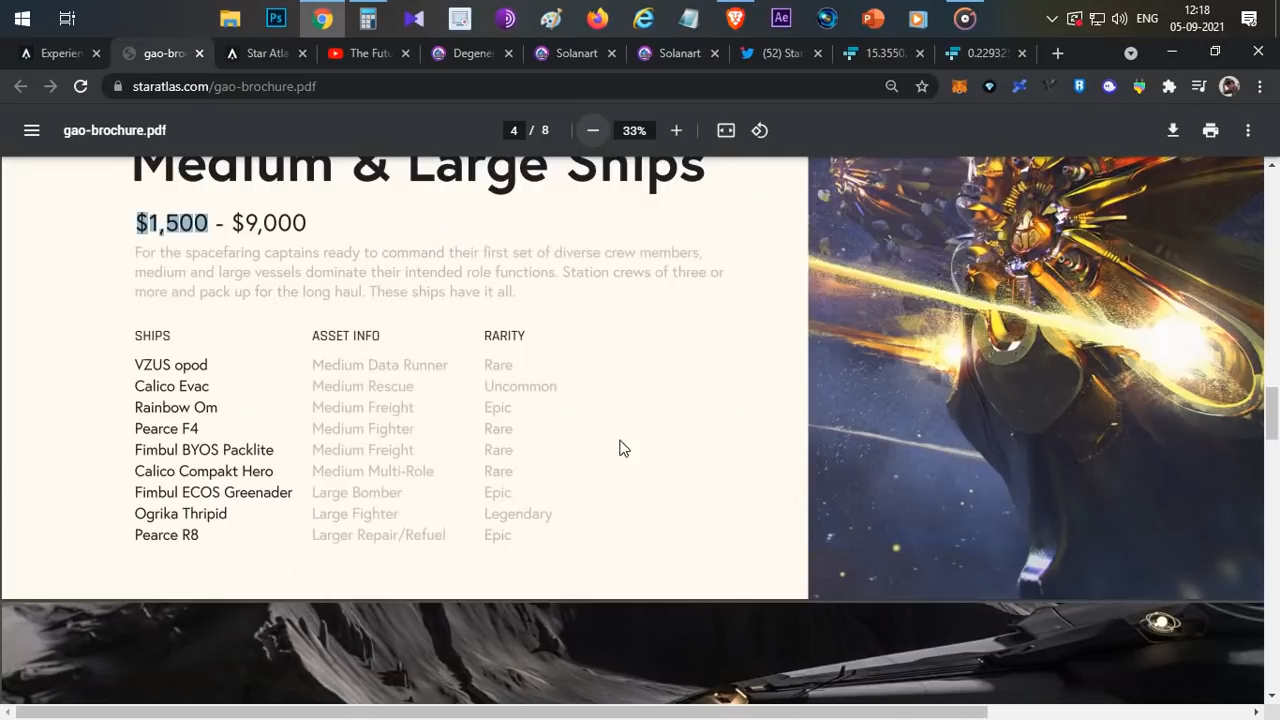 12:18
ENG
05-09-2021
Experien
gao-bro
Star Atla
The Futu
Degene
Solanart
Solanart
(52) Star
15.3550
0.22932
staratlas.com/gao-brochure.pdf
gao-brochure.pdf
4 / 8
33%
Medium & Large Ships
$1,500 - $9,000
For the spacefaring captains ready to command their first set of diverse crew members,
medium and large vessels dominate their intended role functions. Station crews of three or
more and pack up for the long haul. These ships have it all.
SHIPS ASSET INFO RARITY
VZUS opod Medium Data Runner Rare
Calico Evac Medium Rescue Uncommon
Rainbow Om Medium Freight Epic
Pearce F4 Medium Fighter Rare
Fimbul BYOS Packlite Medium Freight Rare
Calico Compakt Hero Medium Multi-Role Rare
Fimbul ECOS Greenader Large Bomber Epic
Ogrika Thripid Large Fighter Legendary
Pearce R8 Larger Repair/Refuel Epic